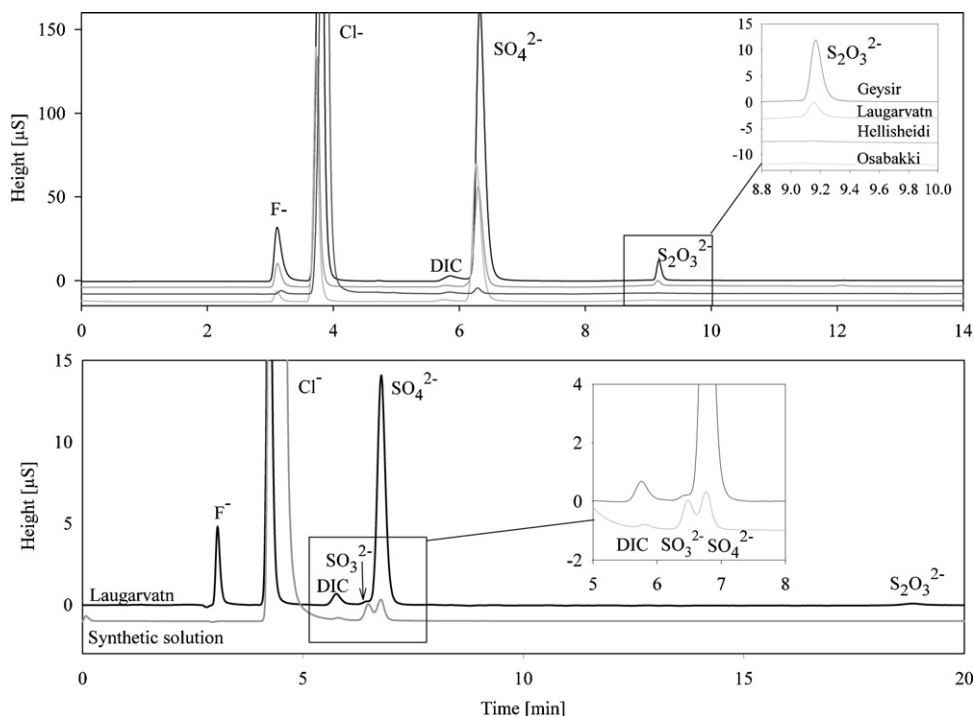 150
100
50
0
Height [µS]
F-
Cl-
DIC
SO₄²⁻
S₂O₃²⁻
15
10
5
0
-5
-10
S₂O₃²⁻
Geysir
Laugarvatn
Hellisheidi
Osabakki
8.8 9.0 9.2 9.4 9.6 9.8 10.0
0 2 4 6 8 10 12 14
15
10
5
0
Height [µS]
F⁻
Cl⁻
SO₄²⁻
SO₃²⁻
DIC
S₂O₃²⁻
Laugarvatn
Synthetic solution
4
2
0
-2
DIC SO₃²⁻ SO₄²⁻
5 6 7 8
0 5 10 15 20
Time [min]